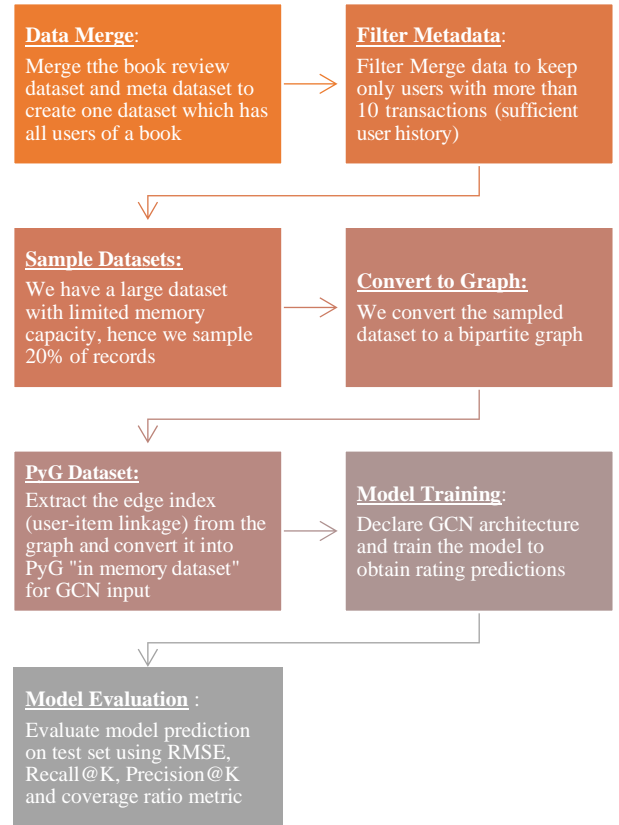 Data Merge:
Merge tthe book review
dataset and meta dataset to
create one dataset which has
all users of a book
Filter Metadata:
Filter Merge data to keep
only users with more than
10 transactions (sufficient
user history)
Sample Datasets:
We have a large dataset
with limited memory
capacity, hence we sample
20% of records
Convert to Graph:
We convert the sampled
dataset to a bipartite graph
PyG Dataset:
Extract the edge index
(user-item linkage) from the
graph and convert it into
PyG "in memory dataset"
for GCN input
Model Training:
Declare GCN architecture
and train the model to
obtain rating predictions
Model Evaluation :
Evaluate model prediction
on test set using RMSE,
Recall@K, Precision@K
and coverage ratio metric